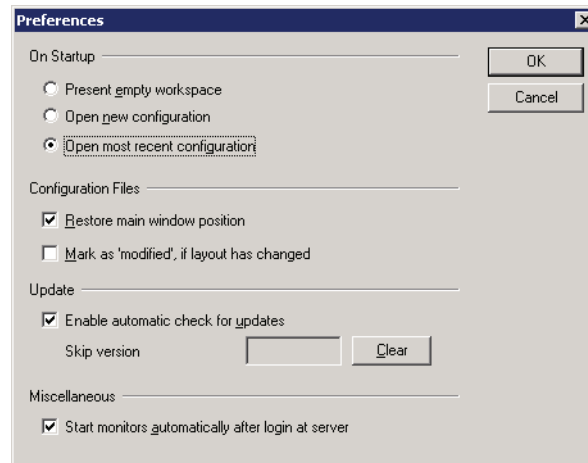 Preferences
On Startup
OK
Present empty workspace
Cancel
Open new configuration
Open most recent configuration
Configuration Files
Restore main window position
Mark as 'modified', if layout has changed
Update
Enable automatic check for updates
Skip version
Clear
Miscellaneous
Start monitors automatically after login at server